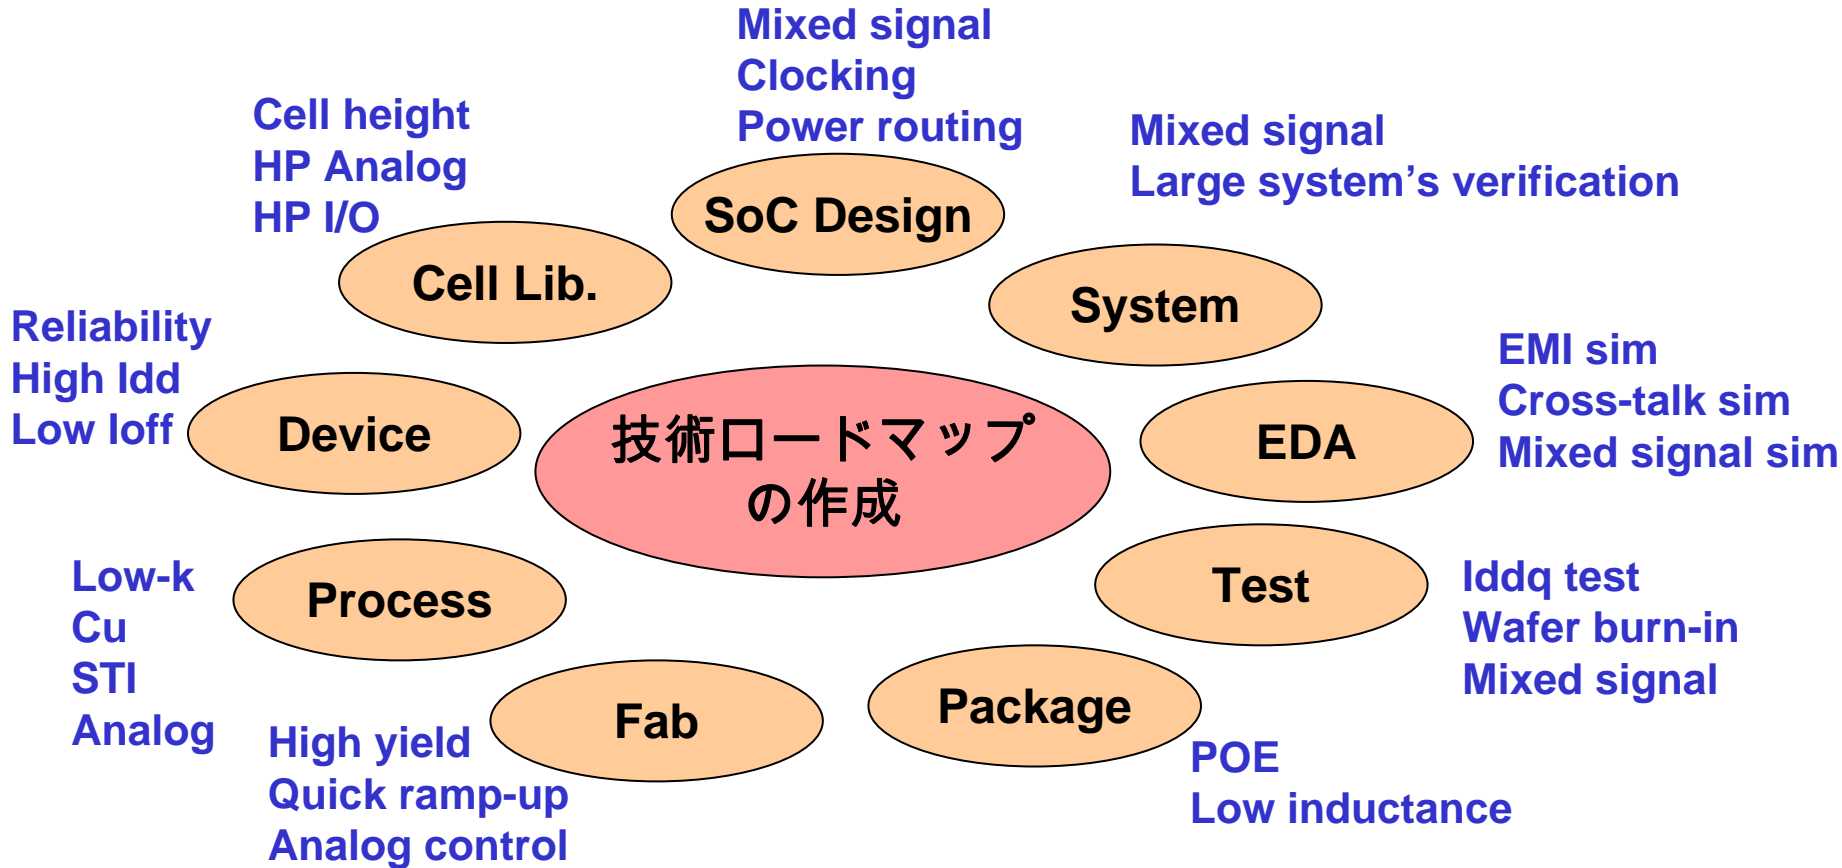 Mixed signal
Clocking
Power routing
SoC Design
Cell height
HP Analog
HP I/O
Cell Lib.
Mixed signal
Large system’s verification
System
Reliability
High Idd
Low Ioff
Device
技術ロードマップ
の作成
EMI sim
Cross-talk sim
Mixed signal sim
EDA
Low-k
Cu
STI
Analog
Process
Iddq test
Wafer burn-in
Mixed signal
Test
High yield
Quick ramp-up
Analog control
Fab
Package
POE
Low inductance